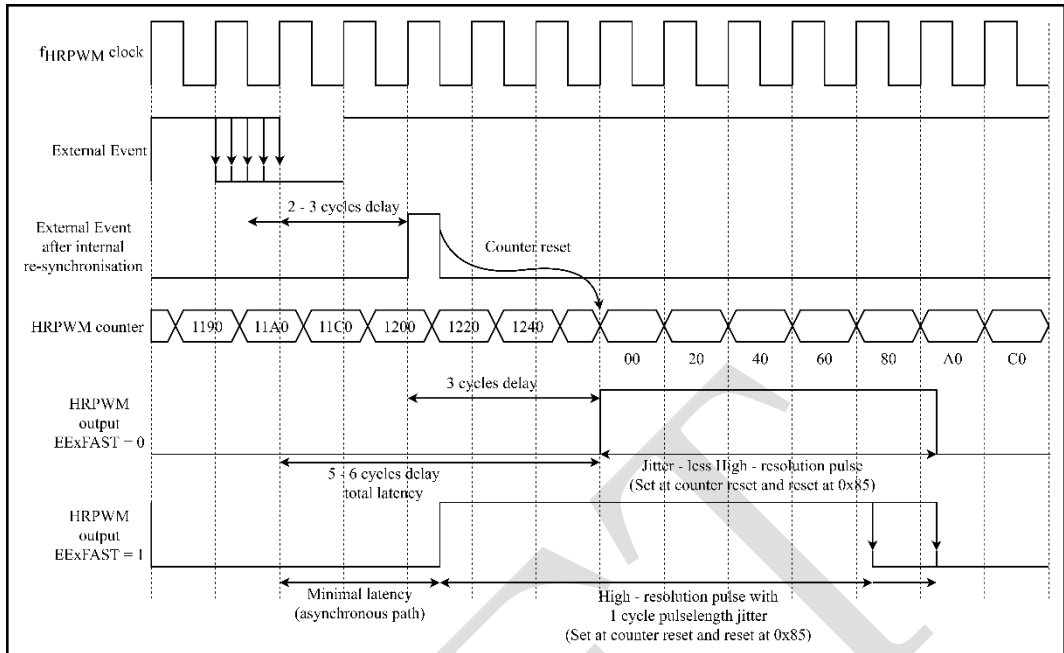 fHRPWM clock
External Event
2 - 3 cycles delay
External Event
after internal
re-synchronisation
Counter reset
HRPWM counter
1190 11A0 11C0 1200 1220 1240
00 20 40 60 80 A0 C0
3 cycles delay
HRPWM
output
EExFAST = 0
5 - 6 cycles delay
total latency
Jitter - less High - resolution pulse
(Set at counter reset and reset at 0x85)
HRPWM
output
EExFAST = 1
Minimal latency
(asynchronous path)
High - resolution pulse with
1 cycle pulselength jitter
(Set at counter reset and reset at 0x85)